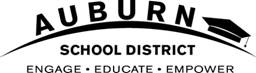 AUBURN
SCHOOL DISTRICT
ENGAGE • EDUCATE • EMPOWER